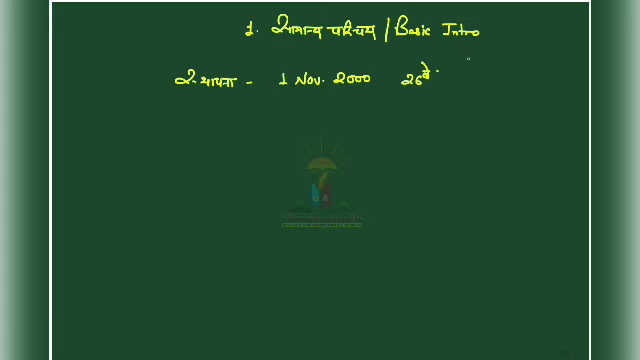 1. सामान्य परिचय / Basic Intro
स्थापना - 1 Nov. 2000 26वे.